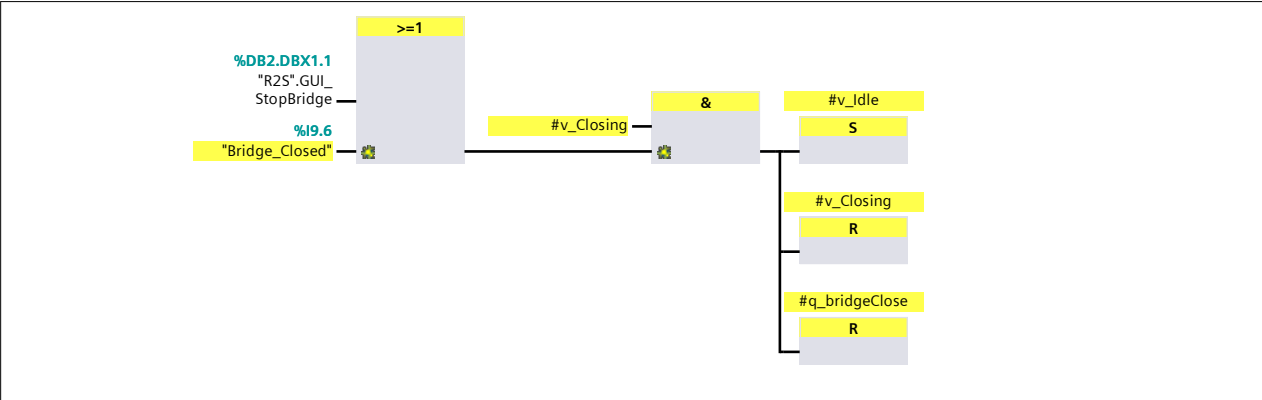 >=1
%DB2.DBX1.1
"R2S".GUI_
StopBridge
%I9.6
"Bridge_Closed"
#v_Closing
&
#v_Idle
S
#v_Closing
R
#q_bridgeClose
R